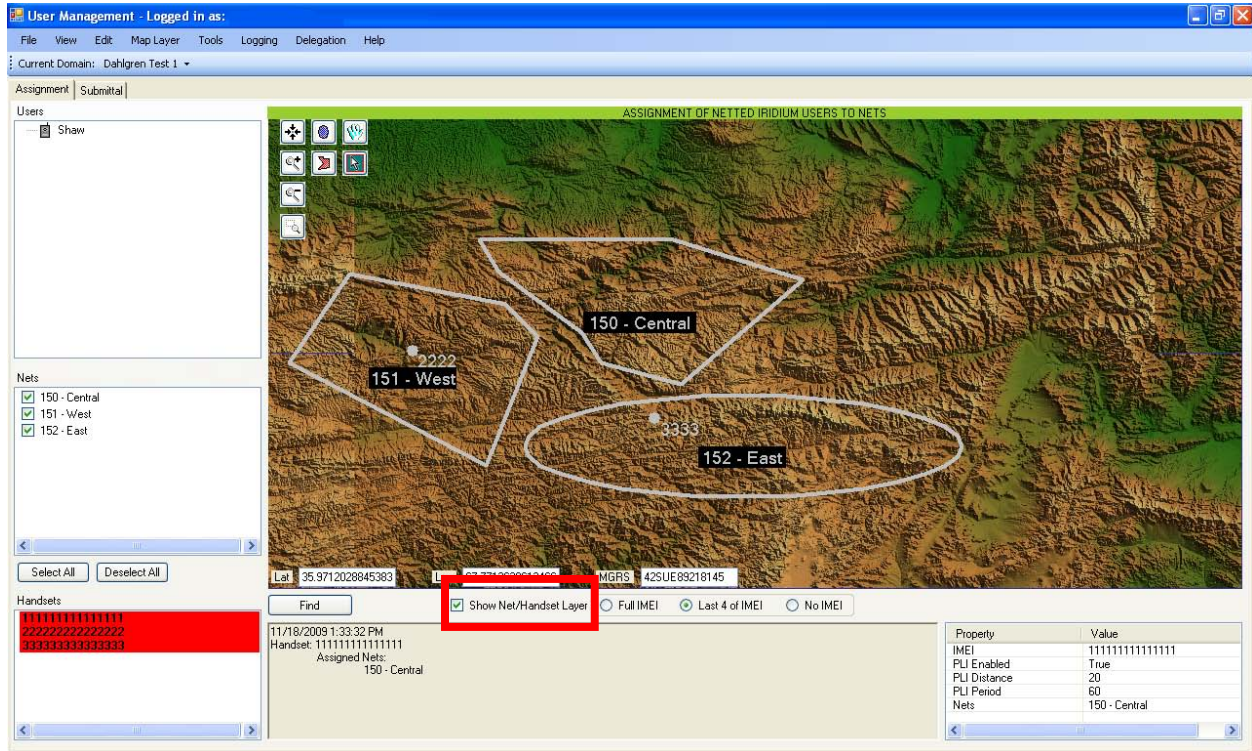 User Management - Logged in as:
File View Edit Map Layer Tools Logging Delegation Help
Current Domain: Dahlgren Test 1
Assignment Submittal
Users
Shaw
Nets
150 - Central
151 - West
152 - East
Select All Deselect All
Handsets
111111111111111
222222222222222
333333333333333
ASSIGNMENT OF NETTED IRIDIUM USERS TO NETS
150 - Central
2222
151 - West
3333
152 - East
Lat 35.9712028845383 MGRS 42SUE89218145
Find Show Net/Handset Layer Full IMEI Last 4 of IMEI No IMEI
11/18/2009 1:33:32 PM
Handset: 111111111111111
Assigned Nets:
150 - Central
Property Value
IMEI 111111111111111
PLI Enabled True
PLI Distance 20
PLI Period 60
Nets 150 - Central